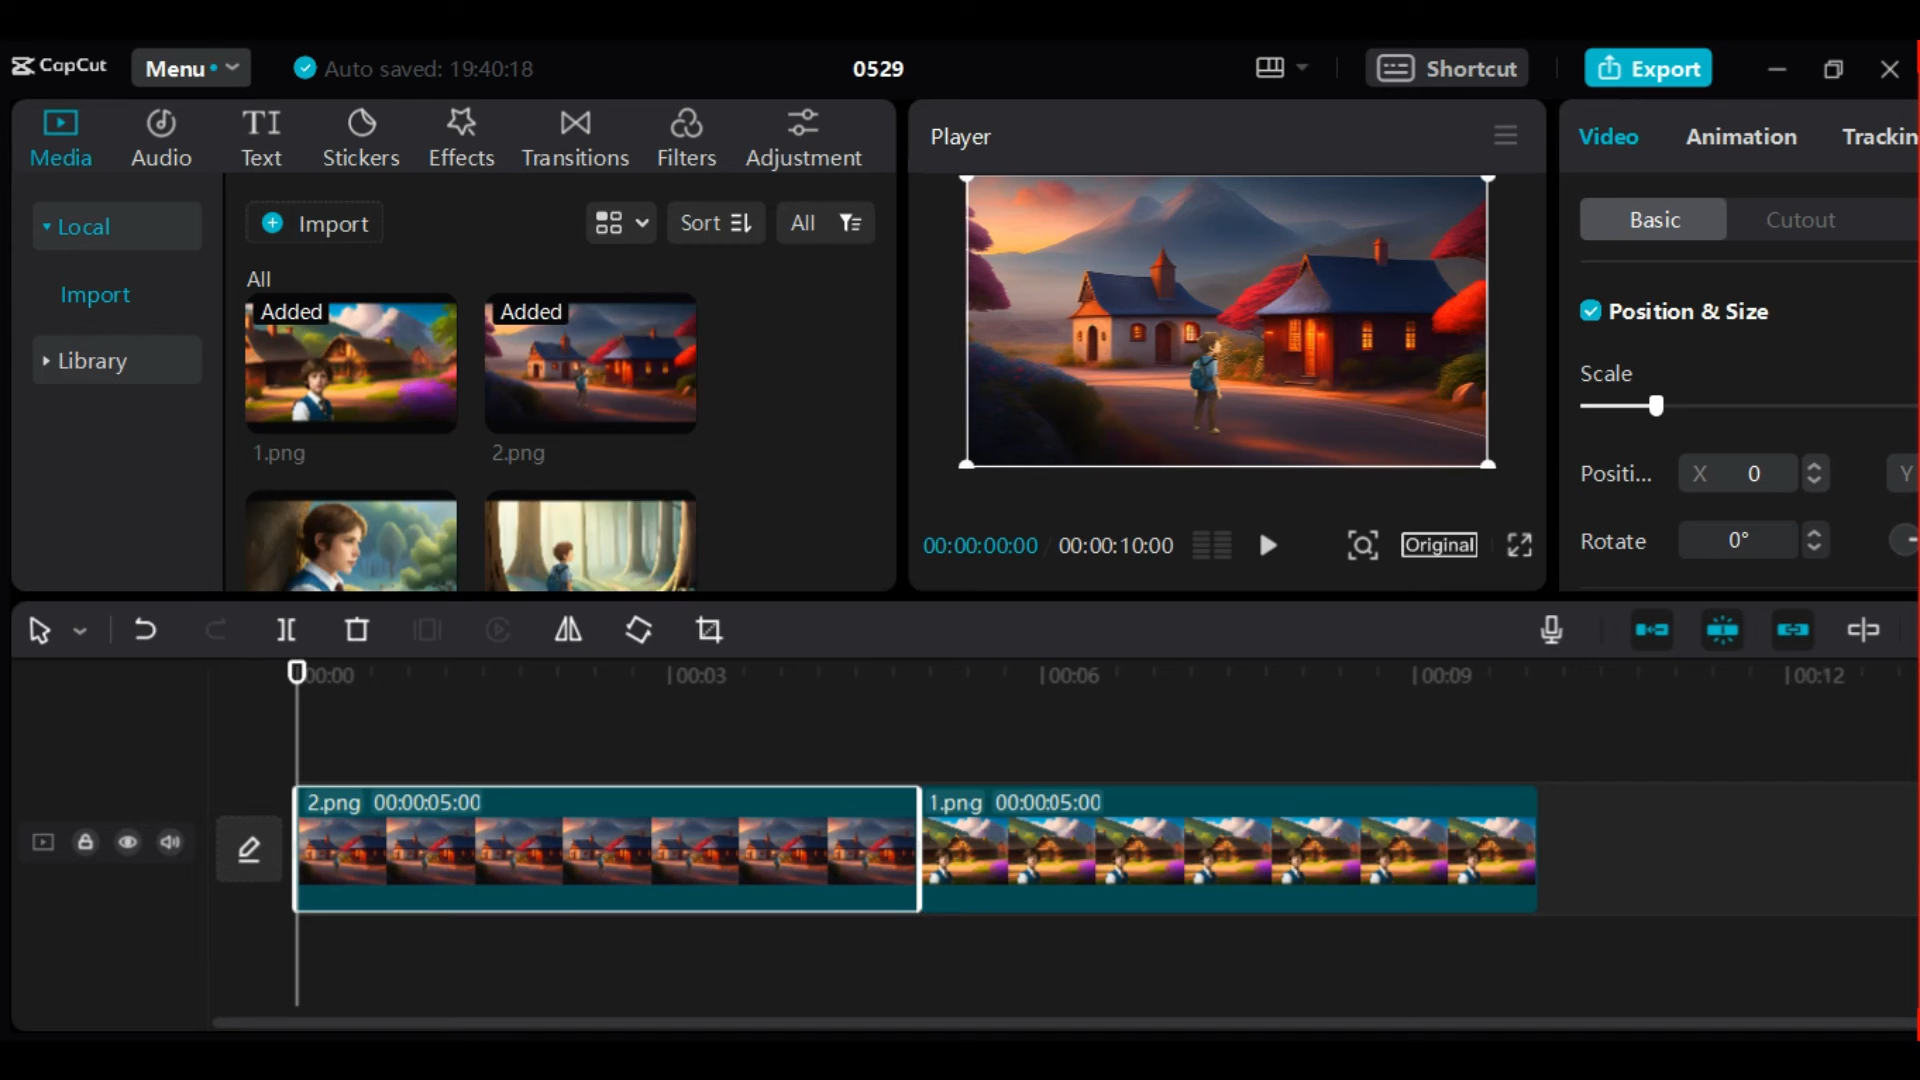 CapCut
Menu
Auto saved: 19:40:18
0529
Shortcut
Export
Media
Audio
TI
Text
Stickers
Effects
Transitions
Filters
Adjustment
Player
Video
Animation
Trackin
Local
Import
Library
Import
Sort
All
All
Added
Added
1.png
2.png
Basic
Cutout
Position & Size
Scale
Positi...
X
0
Y
Rotate
0°
00:00:00:00 / 00:00:10:00
Original
00:00
00:03
00:06
00:09
00:12
2.png 00:00:05:00
1.png 00:00:05:00